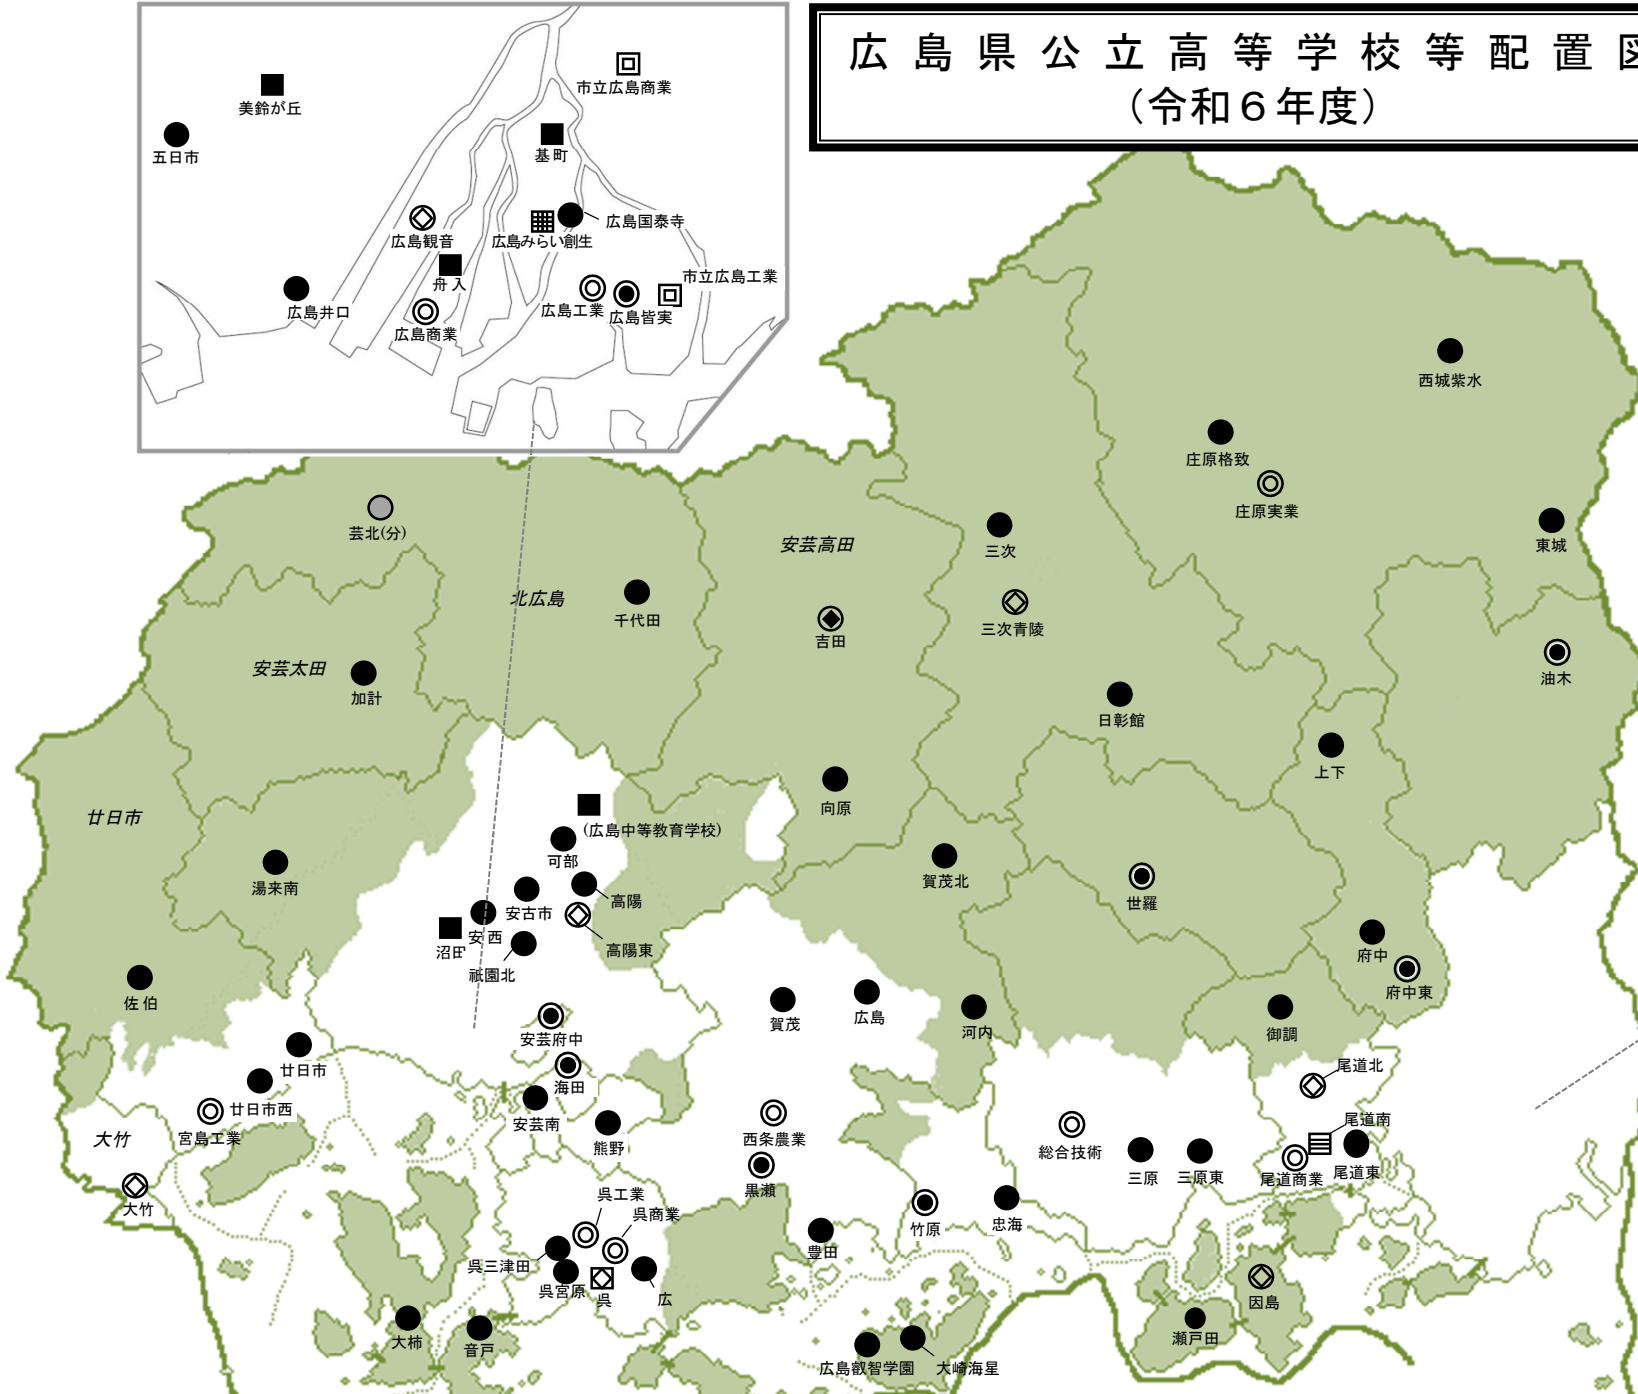 広島県公立高等学校等配置図
（令和６年度）
市立広島商業
美鈴が丘
五日市
基町
広島国泰寺
広島観音
広島みらい創生
市立広島工業
舟入
広島井口
広島工業
広島皆実
広島商業
西城紫水
庄原格致
庄原実業
東城
芸北(分)
安芸高田
三次
北広島
千代田
吉田
三次青陵
安芸太田
加計
油木
日彰館
上下
廿日市
向原
(広島中等教育学校)
可部
湯来南
賀茂北
高陽
安古市
世羅
沼田
安西
高陽東
祇園北
府中
府中東
佐伯
賀茂
広島
河内
御調
安芸府中
廿日市
海田
尾道北
廿日市西
安芸南
宮島工業
大竹
熊野
西条農業
総合技術
尾道南
三原
三原東
尾道商業
尾道東
黒瀬
大竹
呉工業
呉商業
竹原
忠海
豊田
呉三津田
呉宮原
呉
広
因島
大柿
音戸
瀬戸田
広島叡智学園
大崎海星